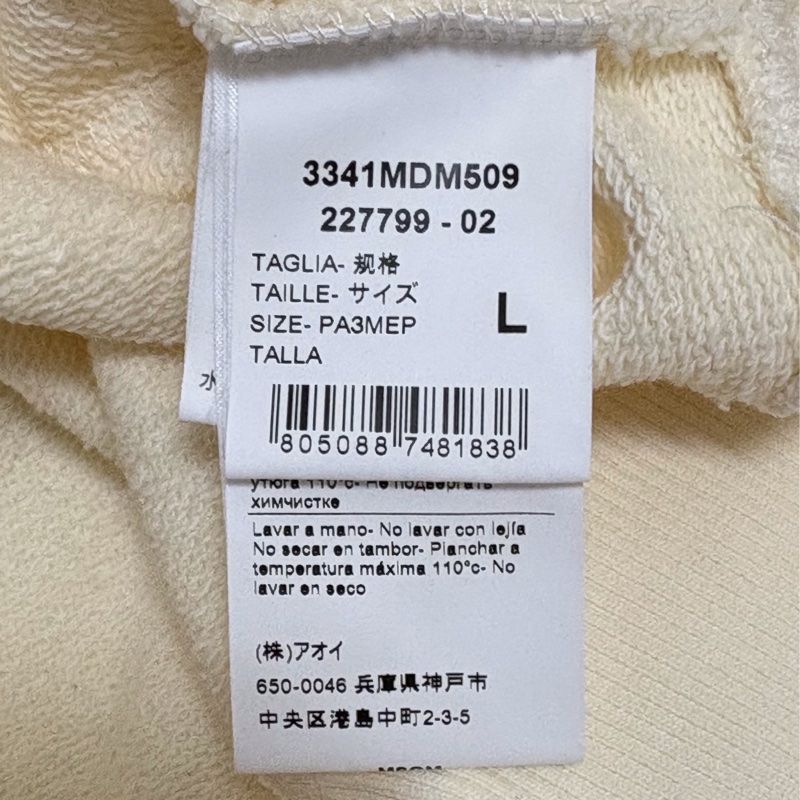 3341MDM509
227799 - 02
TAGLIA- 规格
TAILLE- サイズ
SIZE- РАЗМЕР
TALLA
L
水
8050887481838
утюга 110°c- Не подвергать
химчистке
Lavar a mano- No lavar con lejía
No secar en tambor- Planchar a
temperatura máxima 110°c- No
lavar en seco
(株)アオイ
650-0046 兵庫県神戸市
中央区港島中町2-3-5